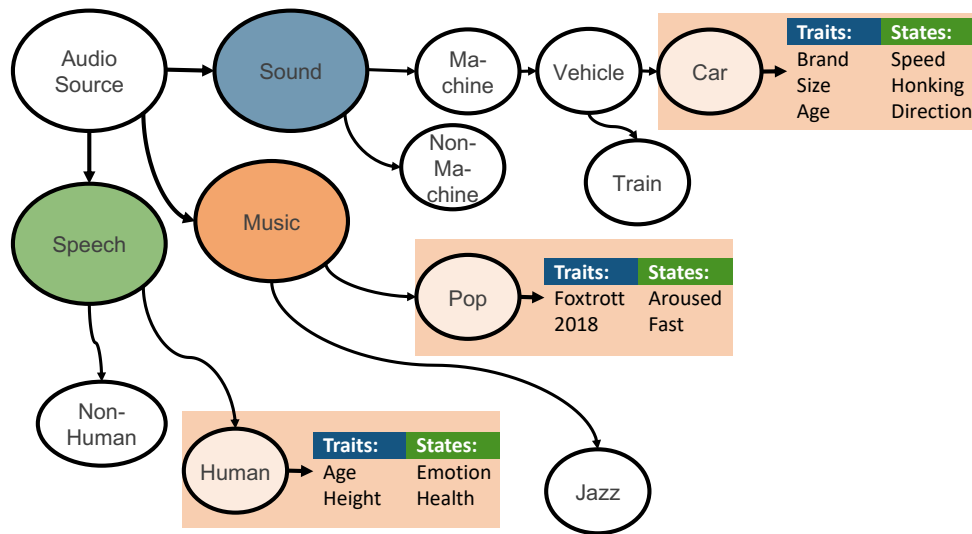 Audio
Source
Sound
Ma-
chine
Vehicle
Car
Traits: States:
Brand Speed
Size Honking
Age Direction
Non-
Ma-
chine
Train
Speech
Music
Pop
Traits: States:
Foxtrott Aroused
2018 Fast
Non-
Human
Human
Traits: States:
Age Emotion
Height Health
Jazz